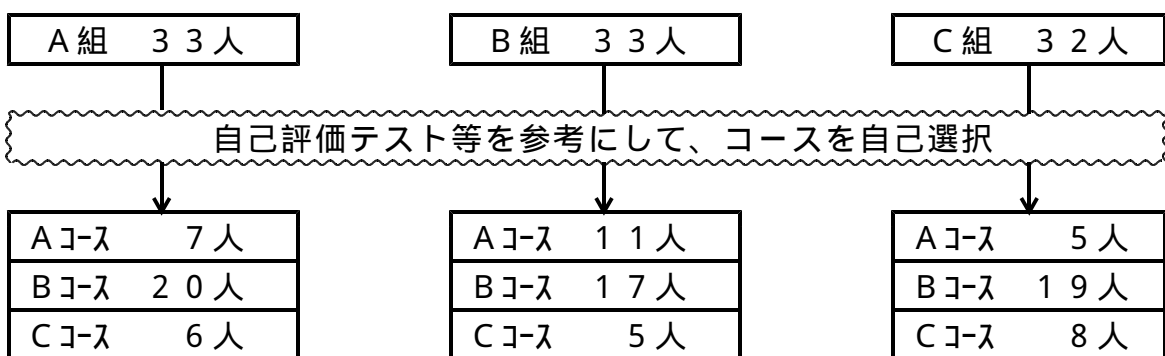 A組　33人
B組　33人
C組　32人
自己評価テスト等を参考にして、コースを自己選択
Aｺｰｽ　7人
Bｺｰｽ　20人
Cｺｰｽ　6人
Aｺｰｽ　11人
Bｺｰｽ　17人
Cｺｰｽ　5人
Aｺｰｽ　5人
Bｺｰｽ　19人
Cｺｰｽ　8人